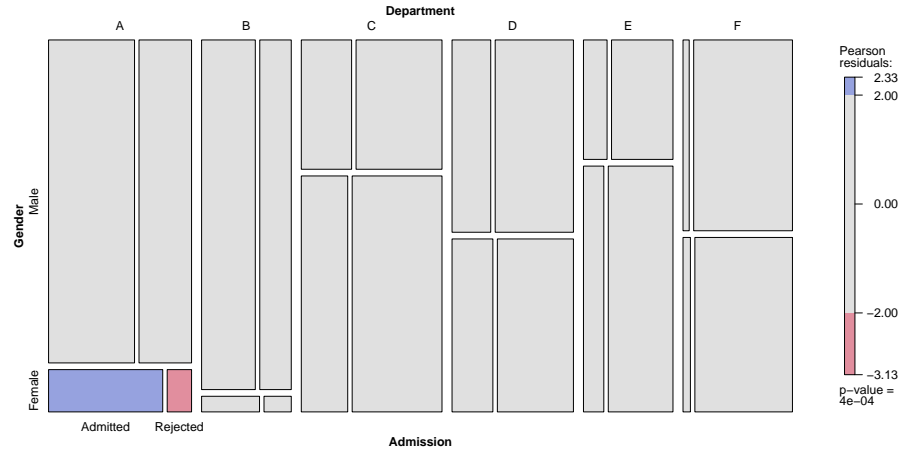 Department
A B C D E F
Gender
Male
Female
Admitted Rejected
Admission
Pearson
residuals:
2.33
2.00
0.00
−2.00
−3.13
p−value =
4e−04